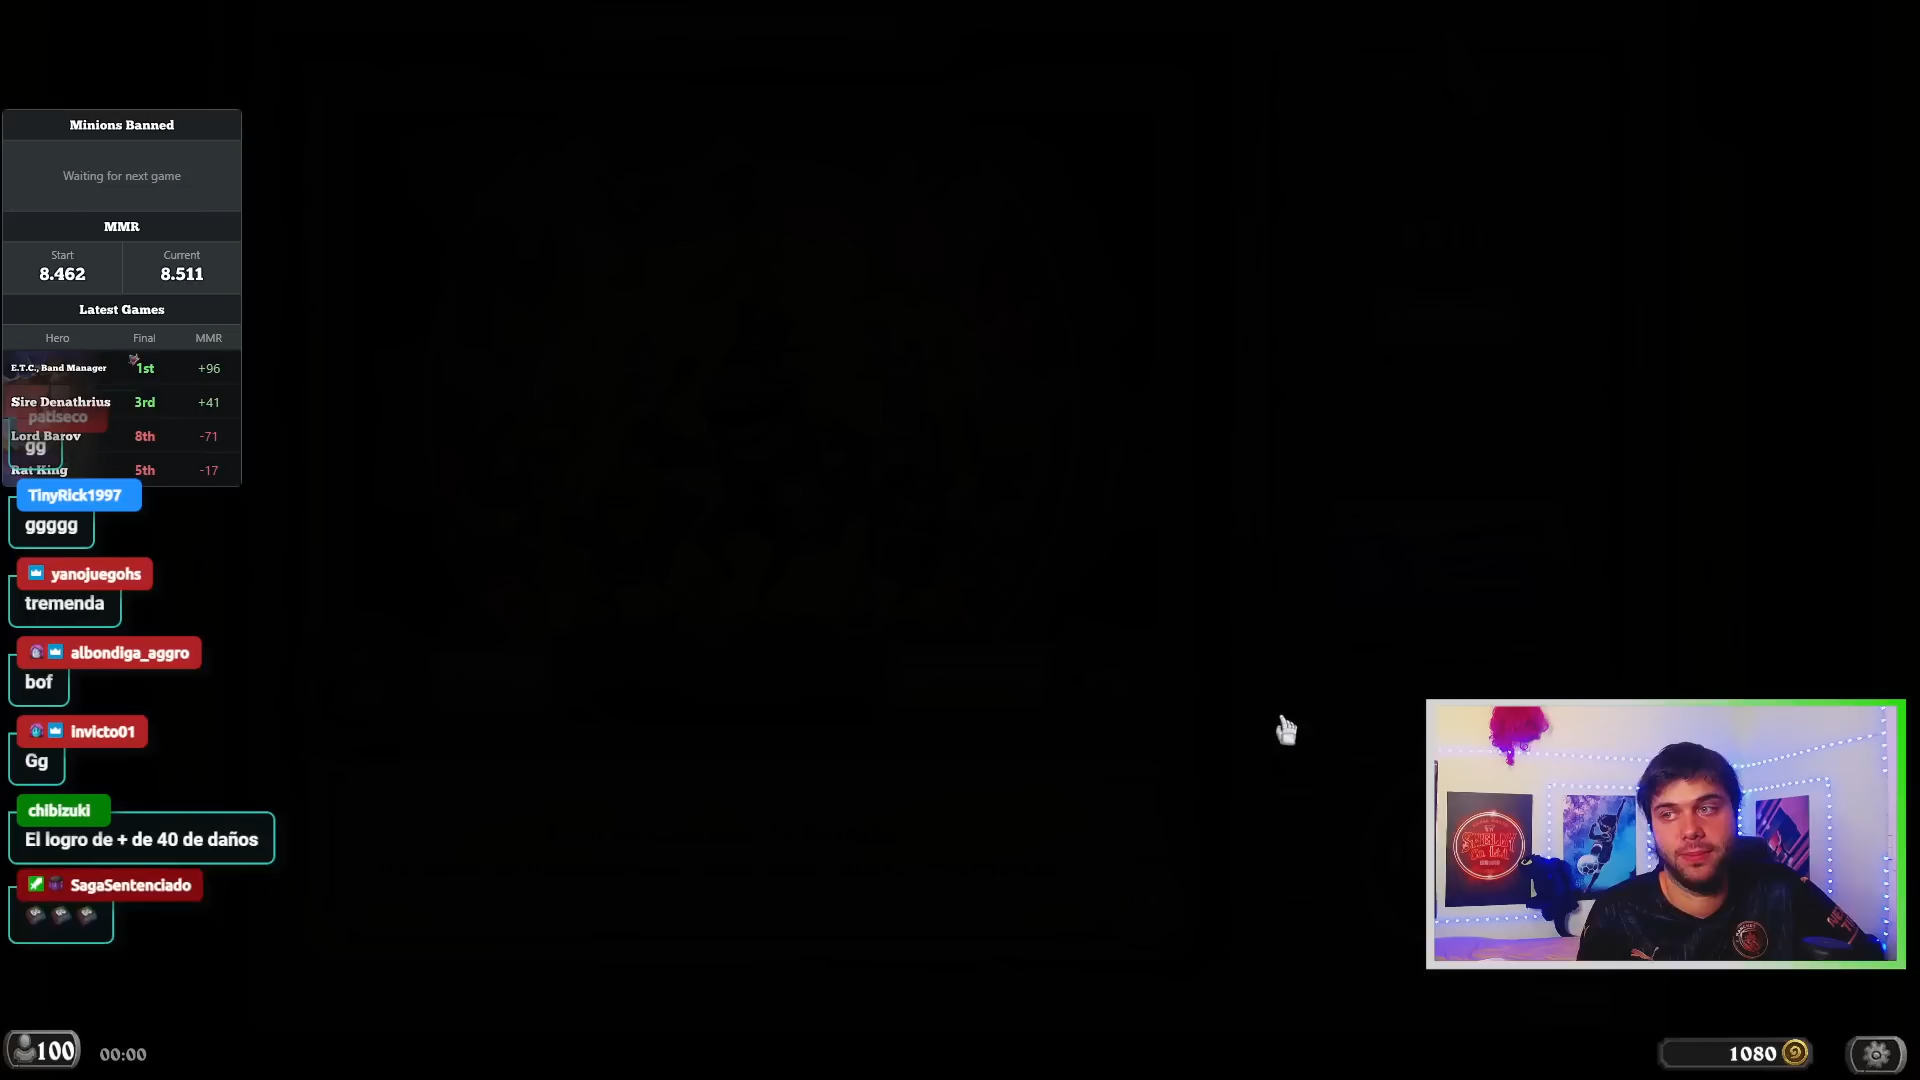 Minions Banned
Waiting for next game
MMR
Start Current
8.462 8.511
Latest Games
Hero Final MMR
E.T.C., Band Manager 1st +96
Sire Denathrius 3rd +41
patiseco
Lord Barov 8th -71
gg
Rat King 5th -17
TinyRick1997
ggggg
yanojuegohs
tremenda
albondiga_aggro
bof
invicto01
Gg
chibizuki
El logro de + de 40 de daños
SagaSentenciado
SHELBY
100
00:00
1080